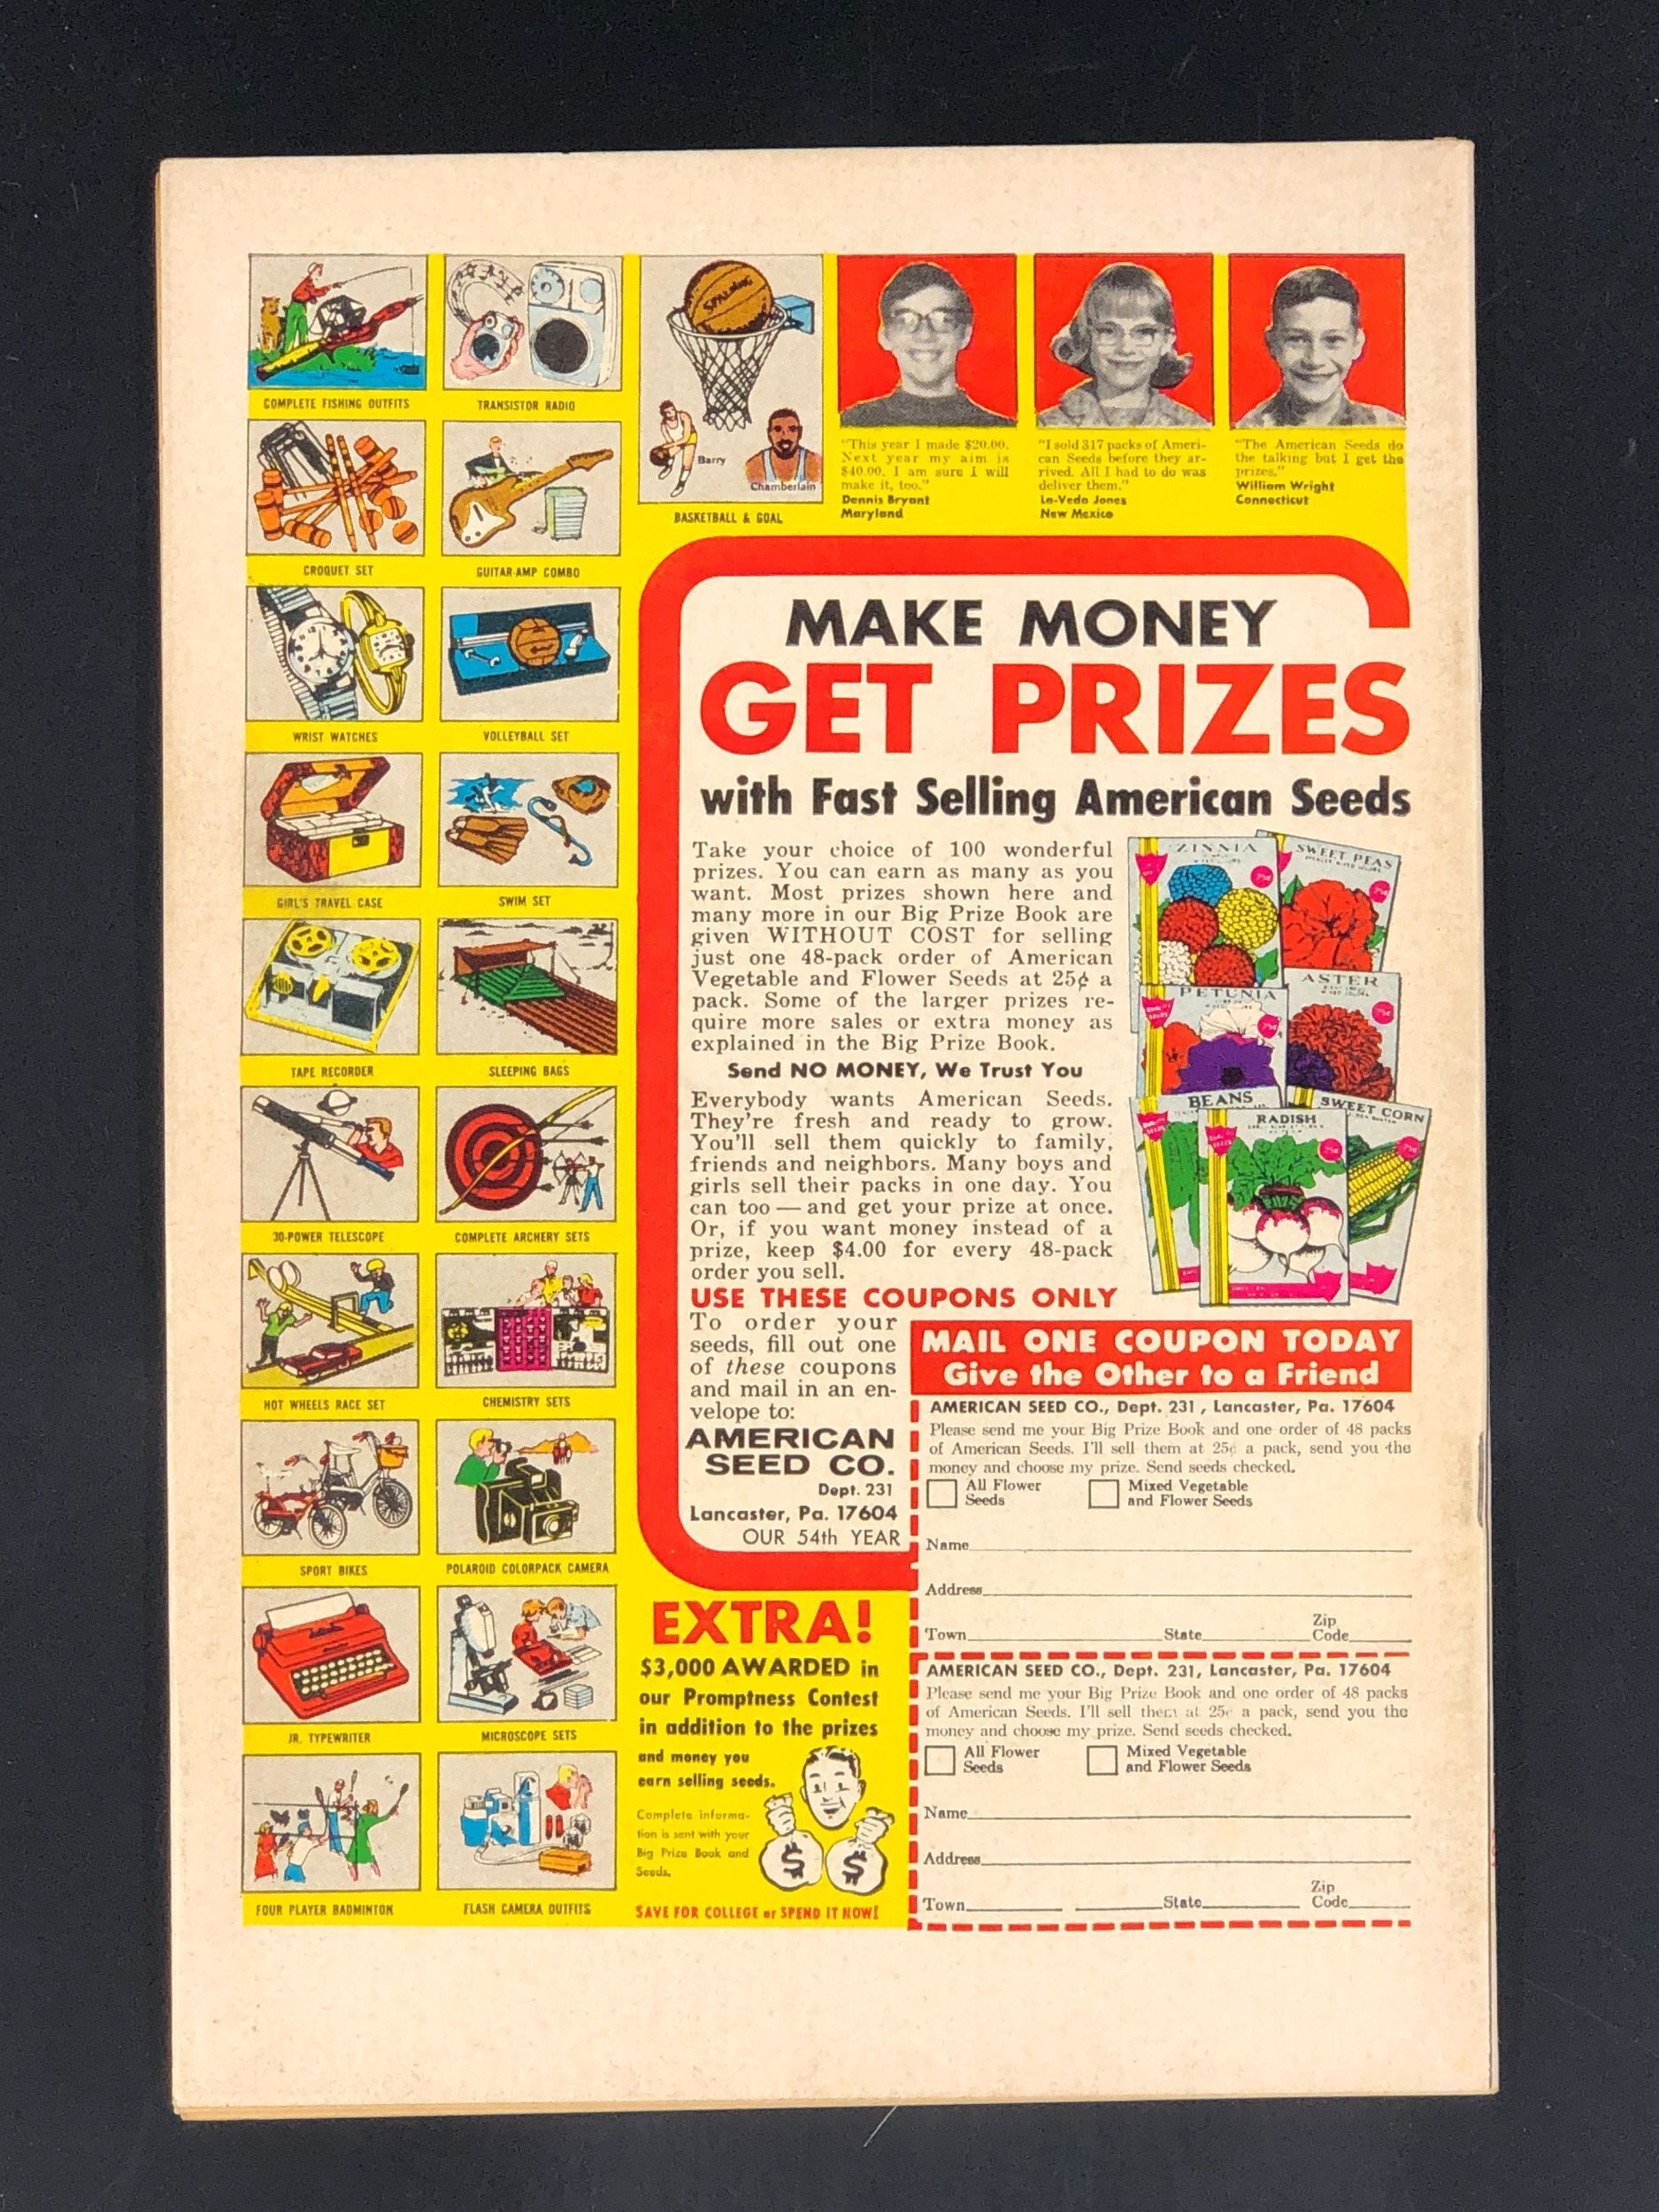 COMPLETE FISHING OUTFITS
TRANSISTOR RADIO
CROQUET SET
GUITAR-AMP COMBO
WRIST WATCHES
VOLLEYBALL SET
GIRL'S TRAVEL CASE
SWIM SET
TAPE RECORDER
SLEEPING BAGS
30-POWER TELESCOPE
COMPLETE ARCHERY SETS
HOT WHEELS RACE SET
CHEMISTRY SETS
SPORT BIKES
POLAROID COLORPACK CAMERA
JR. TYPEWRITER
MICROSCOPE SETS
FOUR PLAYER BADMINTON
FLASH CAMERA OUTFITS
SPALDING
Barry
Chamberlain
BASKETBALL & GOAL
"This year I made $20.00.
Next year my aim is
$40.00. I am sure I will
make it, too."
Dennis Bryant
Maryland
"I sold 317 packs of Ameri-
can Seeds before they ar-
rived. All I had to do was
deliver them."
La-Veda Jones
New Mexico
"The American Seeds do
the talking but I get the
prizes."
William Wright
Connecticut
MAKE MONEY
GET PRIZES
with Fast Selling American Seeds
Take your choice of 100 wonderful
prizes. You can earn as many as you
want. Most prizes shown here and
many more in our Big Prize Book are
given WITHOUT COST for selling
just one 48-pack order of American
Vegetable and Flower Seeds at 25¢ a
pack. Some of the larger prizes re-
quire more sales or extra money as
explained in the Big Prize Book.
Send NO MONEY, We Trust You
Everybody wants American Seeds.
They're fresh and ready to grow.
You'll sell them quickly to family,
friends and neighbors. Many boys and
girls sell their packs in one day. You
can too — and get your prize at once.
Or, if you want money instead of a
prize, keep $4.00 for every 48-pack
order you sell.
ZINNIA
SWEET PEAS
PETUNIA
ASTER
BEANS
RADISH
SWEET CORN
USE THESE COUPONS ONLY
To order your
seeds, fill out one
of these coupons
and mail in an en-
velope to:
AMERICAN
SEED CO.
Dept. 231
Lancaster, Pa. 17604
OUR 54th YEAR
EXTRA!
$3,000 AWARDED in
our Promptness Contest
in addition to the prizes
and money you
earn selling seeds.
Complete informa-
tion is sent with your
Big Prize Book and
Seeds.
$ $
SAVE FOR COLLEGE or SPEND IT NOW!
MAIL ONE COUPON TODAY
Give the Other to a Friend
AMERICAN SEED CO., Dept. 231, Lancaster, Pa. 17604
Please send me your Big Prize Book and one order of 48 packs
of American Seeds. I'll sell them at 25¢ a pack, send you the
money and choose my prize. Send seeds checked.
All Flower
Seeds
Mixed Vegetable
and Flower Seeds
Name
Address
Town State Zip
Code
AMERICAN SEED CO., Dept. 231, Lancaster, Pa. 17604
Please send me your Big Prize Book and one order of 48 packs
of American Seeds. I'll sell them at 25¢ a pack, send you the
money and choose my prize. Send seeds checked.
All Flower
Seeds
Mixed Vegetable
and Flower Seeds
Name
Address
Town State Zip
Code